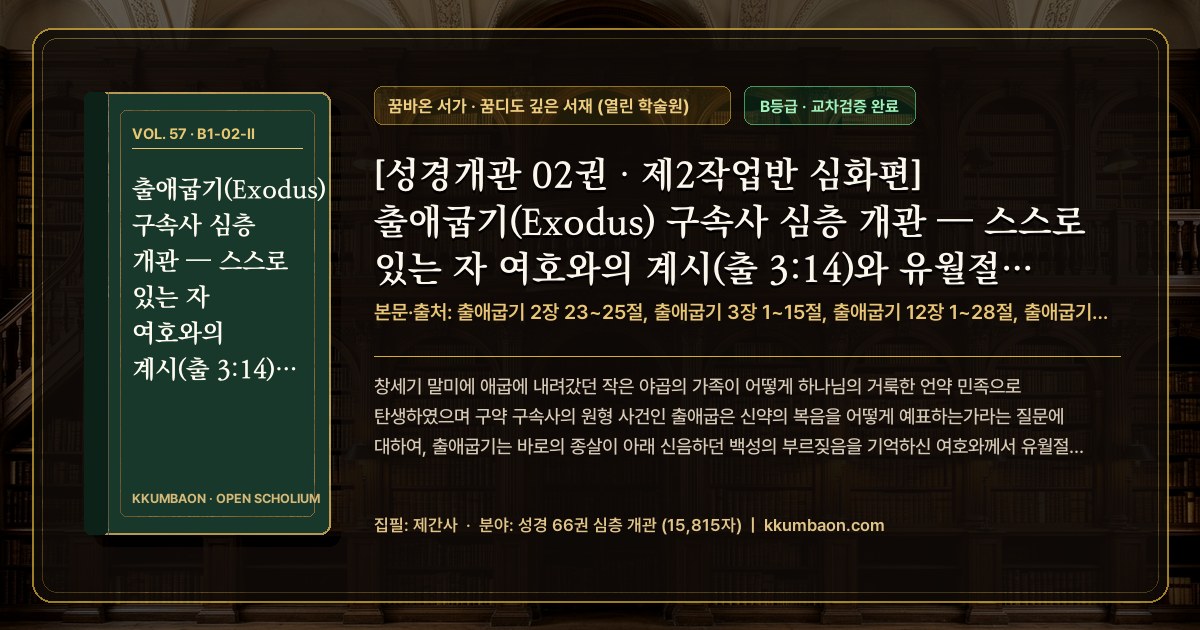 VOL. 57 · B1-02-II
출애굽기(Exodus)
구속사 심층
개관 — 스스로
있는 자
여호와의
계시(출 3:14)…
KKUMBAON · OPEN SCHOLIUM
꿈바온 서가 · 꿈디도 깊은 서재 (열린 학술원)
B등급 · 교차검증 완료
[성경개관 02권 · 제2작업반 심화편]
출애굽기(Exodus) 구속사 심층 개관 — 스스로
있는 자 여호와의 계시(출 3:14)와 유월절…
본문·출처: 출애굽기 2장 23~25절, 출애굽기 3장 1~15절, 출애굽기 12장 1~28절, 출애굽기…
창세기 말미에 애굽에 내려갔던 작은 야곱의 가족이 어떻게 하나님의 거룩한 언약 민족으로
탄생하였으며 구약 구속사의 원형 사건인 출애굽은 신약의 복음을 어떻게 예표하는가라는 질문에
대하여, 출애굽기는 바로의 종살이 아래 신음하던 백성의 부르짖음을 기억하신 여호와께서 유월절…
집필: 제간사 · 분야: 성경 66권 심층 개관 (15,815자) | kkumbaon.com